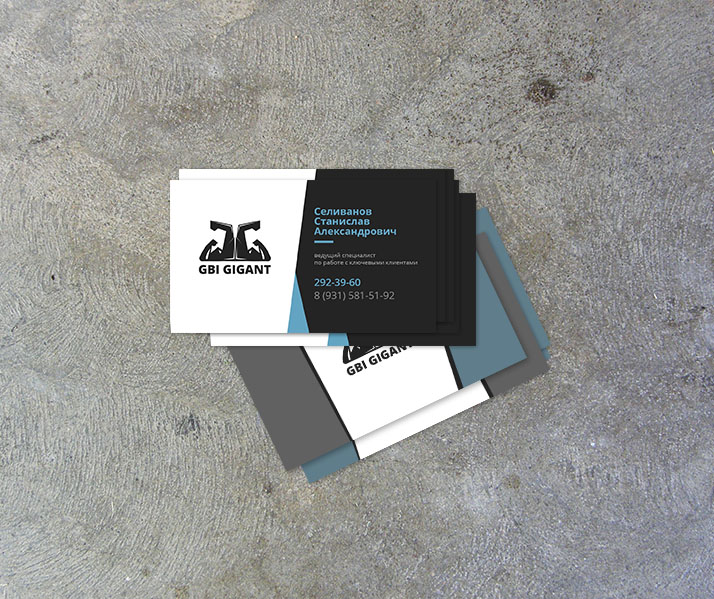 GBI GIGANT
Селиванов
Станислав
Александрович
ведущий специалист
по работе с ключевыми клиентами
292-39-60
8 (931) 581-51-92
GBI GIGANT